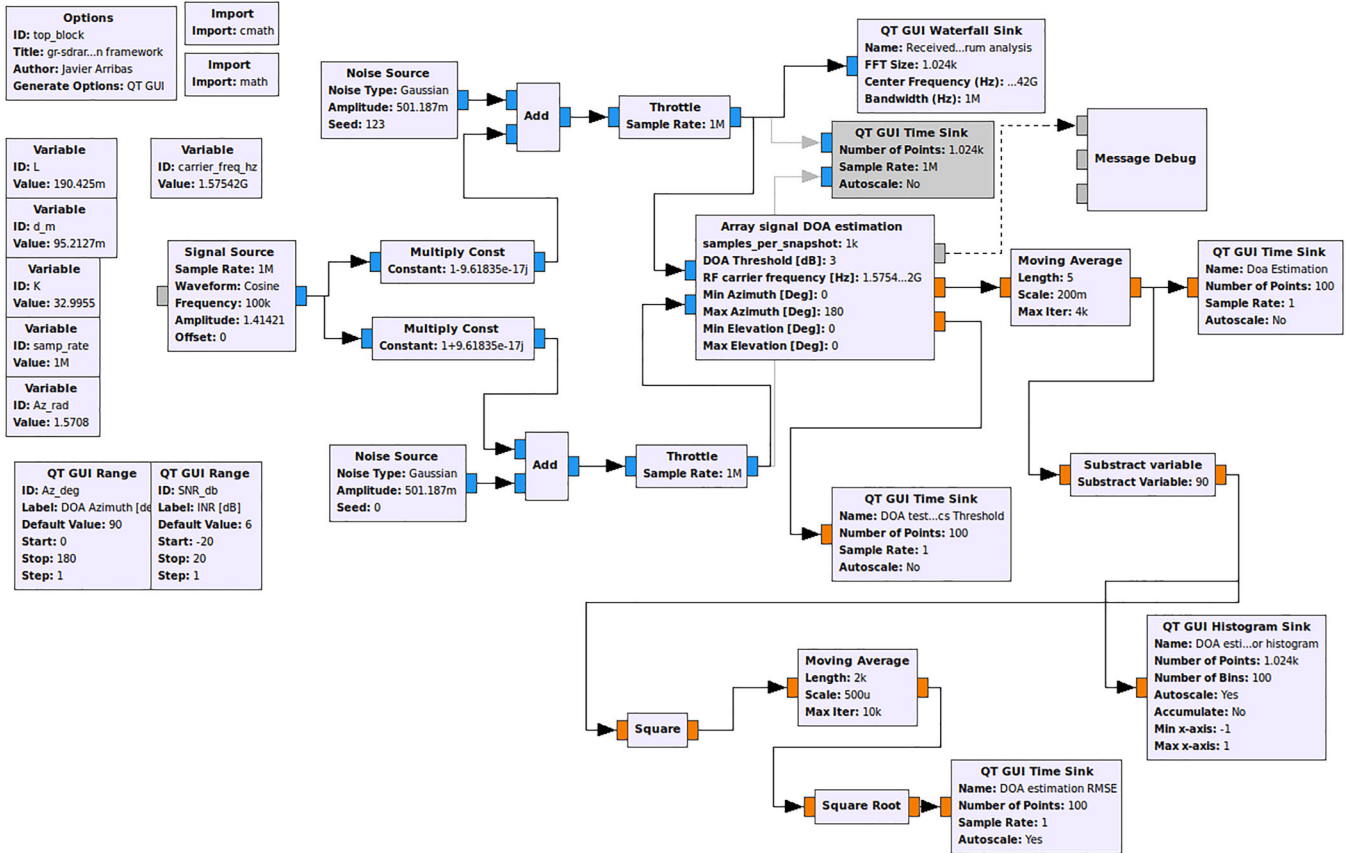 Options
ID: top_block
Title: gr-sdrar...n framework
Author: Javier Arribas
Generate Options: QT GUI
Import
Import: cmath
Import
Import: math
Variable
ID: L
Value: 190.425m
Variable
ID: d_m
Value: 95.2127m
Variable
ID: K
Value: 32.9955
Variable
ID: samp_rate
Value: 1M
Variable
ID: Az_rad
Value: 1.5708
Variable
ID: carrier_freq_hz
Value: 1.57542G
QT GUI Range
ID: Az_deg
Label: DOA Azimuth [de
Default Value: 90
Start: 0
Stop: 180
Step: 1
QT GUI Range
ID: SNR_db
Label: INR [dB]
Default Value: 6
Start: -20
Stop: 20
Step: 1
Signal Source
Sample Rate: 1M
Waveform: Cosine
Frequency: 100k
Amplitude: 1.41421
Offset: 0
Noise Source
Noise Type: Gaussian
Amplitude: 501.187m
Seed: 123
Add
Throttle
Sample Rate: 1M
Multiply Const
Constant: 1-9.61835e-17j
Multiply Const
Constant: 1+9.61835e-17j
Noise Source
Noise Type: Gaussian
Amplitude: 501.187m
Seed: 0
Add
Throttle
Sample Rate: 1M
QT GUI Waterfall Sink
Name: Received...rum analysis
FFT Size: 1.024k
Center Frequency (Hz): ...42G
Bandwidth (Hz): 1M
QT GUI Time Sink
Number of Points: 1.024k
Sample Rate: 1M
Autoscale: No
Message Debug
Array signal DOA estimation
samples_per_snapshot: 1k
DOA Threshold [dB]: 3
RF carrier frequency [Hz]: 1.5754...2G
Min Azimuth [Deg]: 0
Max Azimuth [Deg]: 180
Min Elevation [Deg]: 0
Max Elevation [Deg]: 0
Moving Average
Length: 5
Scale: 200m
Max Iter: 4k
QT GUI Time Sink
Name: Doa Estimation
Number of Points: 100
Sample Rate: 1
Autoscale: No
Substract variable
Substract Variable: 90
QT GUI Time Sink
Name: DOA test...cs Threshold
Number of Points: 100
Sample Rate: 1
Autoscale: No
QT GUI Histogram Sink
Name: DOA esti...or histogram
Number of Points: 1.024k
Number of Bins: 100
Autoscale: Yes
Accumulate: No
Min x-axis: -1
Max x-axis: 1
Square
Moving Average
Length: 2k
Scale: 500u
Max Iter: 10k
Square Root
QT GUI Time Sink
Name: DOA estimation RMSE
Number of Points: 100
Sample Rate: 1
Autoscale: Yes